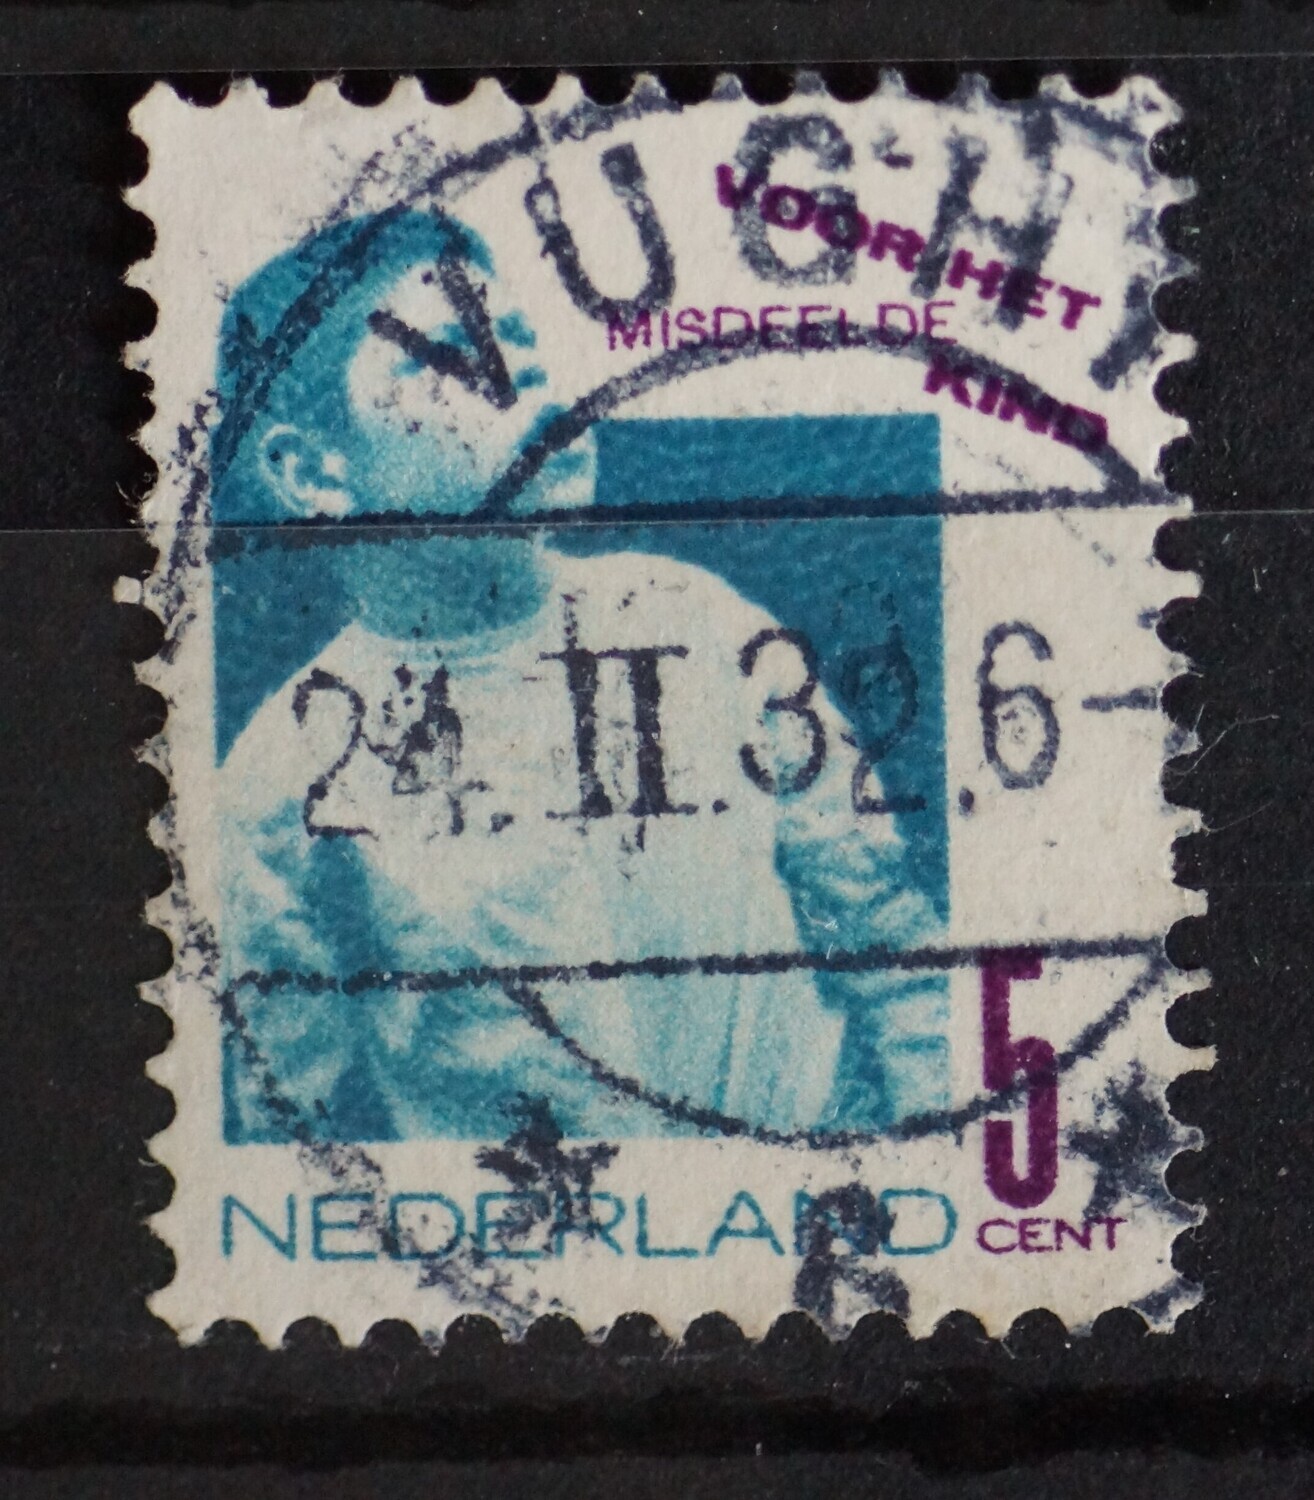 VUGHT
VOOR HET
MISDEELDE
KIND
24.II.32.6-
5
NEDERLAND
CENT